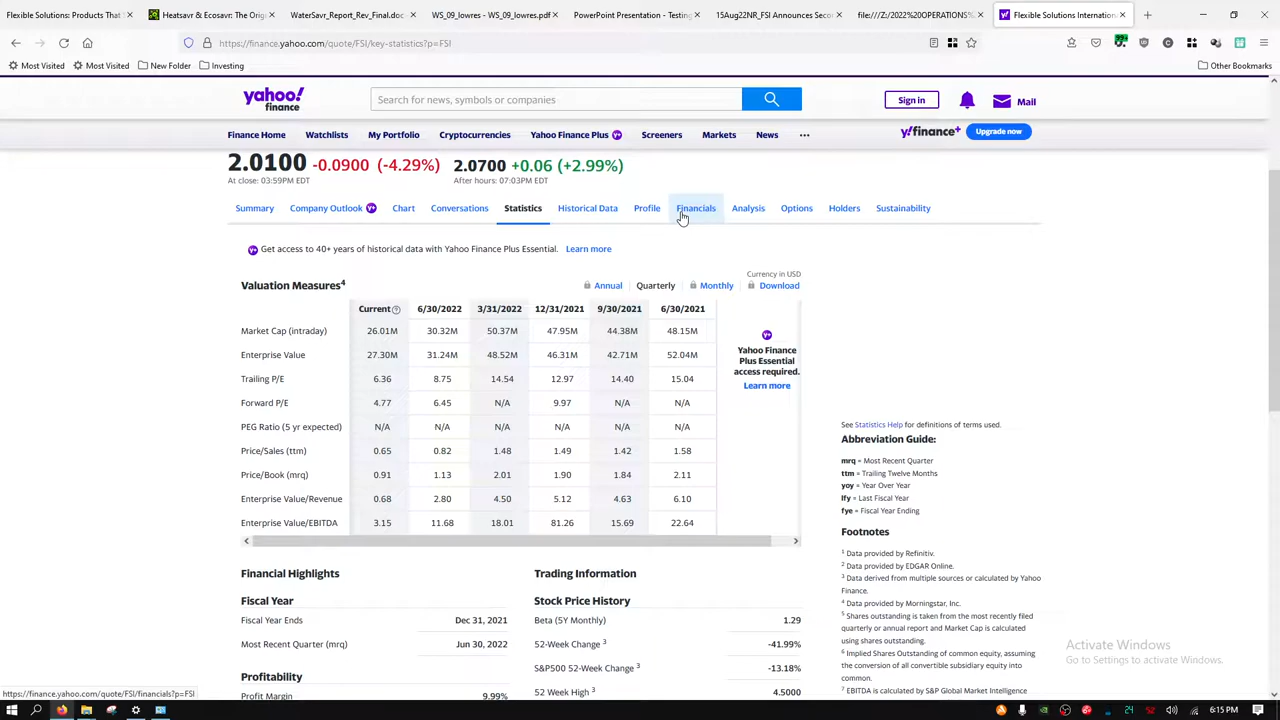 Flexible Solutions: Products That
Heatsavr & Ecosavr: The Orig
WaterSavr_Report_Rev_Final.doc
WS_09_lowres - WS_09_lowres.pdf
PowerPoint Presentation - Testing
15AUG22NR_FSI Announces Seco
file:///Z:/2022%20OPERATIONS%
Flexible Solutions Internation
https://finance.yahoo.com/quote/FSI/key-statistics?p=FSI
99+
Most Visited
Most Visited
New Folder
Investing
Other Bookmarks
yahoo!
finance
Search for news, symbols or companies
Sign in
Mail
Finance Home
Watchlists
My Portfolio
Cryptocurrencies
Yahoo Finance Plus
Screeners
Markets
News
...
y!finance+
Upgrade now
2.0100 -0.0900 (-4.29%) 2.0700 +0.06 (+2.99%)
At close: 03:59PM EDT After hours: 07:03PM EDT
Summary Company Outlook Chart Conversations Statistics Historical Data Profile Financials Analysis Options Holders Sustainability
Get access to 40+ years of historical data with Yahoo Finance Plus Essential. Learn more
Currency in USD
Valuation Measures4 Annual Quarterly Monthly Download
Current 6/30/2022 3/31/2022 12/31/2021 9/30/2021 6/30/2021
Market Cap (intraday) 26.01M 30.32M 50.37M 47.95M 44.38M 48.15M
Enterprise Value 27.30M 31.24M 48.52M 46.31M 42.71M 52.04M
Trailing P/E 6.36 8.75 14.54 12.97 14.40 15.04
Forward P/E 4.77 6.45 N/A 9.97 N/A N/A
PEG Ratio (5 yr expected) N/A N/A N/A N/A N/A N/A
Price/Sales (ttm) 0.65 0.82 1.48 1.49 1.42 1.58
Price/Book (mrq) 0.91 1.13 2.01 1.90 1.84 2.11
Enterprise Value/Revenue 0.68 2.80 4.50 5.12 4.63 6.10
Enterprise Value/EBITDA 3.15 11.68 18.01 81.26 15.69 22.64
Yahoo Finance
Plus Essential
access required.
Learn more
Financial Highlights
Fiscal Year
Fiscal Year Ends Dec 31, 2021
Most Recent Quarter (mrq) Jun 30, 2022
Profitability
Profit Margin 9.99%
Trading Information
Stock Price History
Beta (5Y Monthly) 1.29
52-Week Change 3 -41.99%
S&P500 52-Week Change 3 -13.18%
52 Week High 3 4.5000
See Statistics Help for definitions of terms used.
Abbreviation Guide:
mrq = Most Recent Quarter
ttm = Trailing Twelve Months
yoy = Year Over Year
lfy = Last Fiscal Year
fye = Fiscal Year Ending
Footnotes
1 Data provided by Refinitiv.
2 Data provided by EDGAR Online.
3 Data derived from multiple sources or calculated by Yahoo
Finance.
4 Data provided by Morningstar, Inc.
5 Shares outstanding is taken from the most recently filed
quarterly or annual report and Market Cap is calculated
using shares outstanding.
6 Implied Shares Outstanding of common equity, assuming
the conversion of all convertible subsidiary equity into
common.
7 EBITDA is calculated by S&P Global Market Intelligence
Activate Windows
Go to Settings to activate Windows.
https://finance.yahoo.com/quote/FSI/financials?p=FSI
6:15 PM